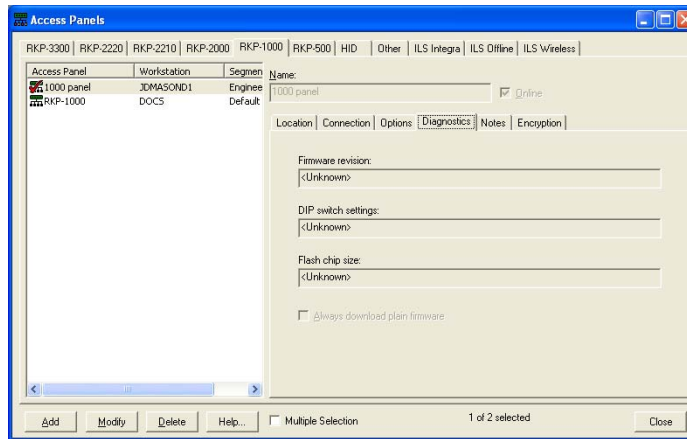 Access Panels
RKP-3300 RKP-2220 RKP-2210 RKP-2000 RKP-1000 RKP-500 HID Other ILS Integra ILS Offline ILS Wireless
Access Panel Workstation Segmen
1000 panel JDMASOND1 Enginee
RKP-1000 DOCS Default
Name:
1000 panel Online
Location Connection Options Diagnostics Notes Encryption
Firmware revision:
<Unknown>
DIP switch settings:
<Unknown>
Flash chip size:
<Unknown>
Always download plain firmware
Add Modify Delete Help... Multiple Selection 1 of 2 selected Close